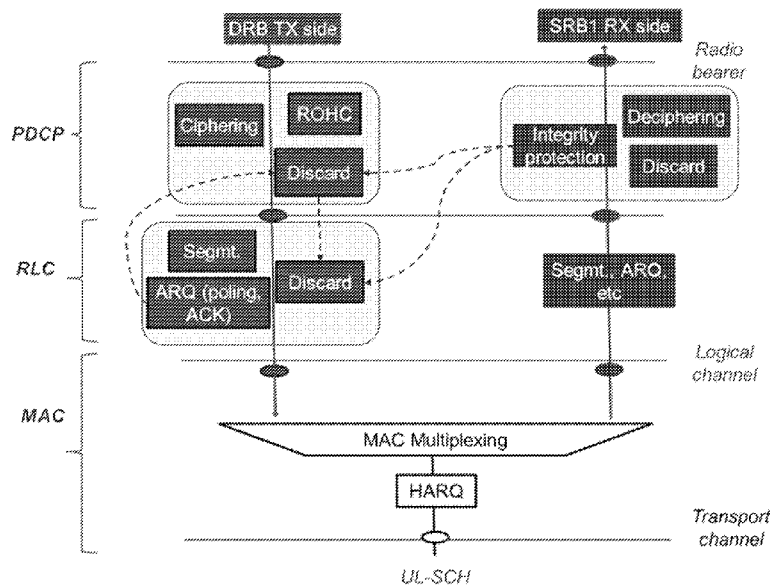 DRB TX side
SRB1 RX side
Radio
bearer
PDCP
Ciphering
ROHC
Discard
Integrity
protection
Deciphering
Discard
RLC
Segmt.
ARQ (poling,
ACK)
Discard
Segmt., ARQ,
etc
Logical
channel
MAC
MAC Multiplexing
HARQ
Transport
channel
UL-SCH